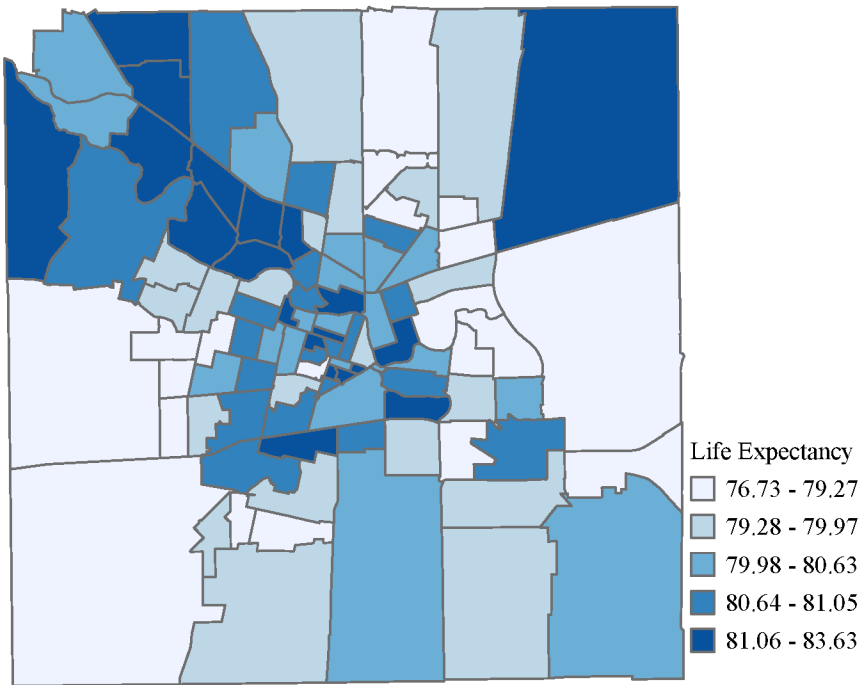 Life Expectancy
76.73 - 79.27
79.28 - 79.97
79.98 - 80.63
80.64 - 81.05
81.06 - 83.63